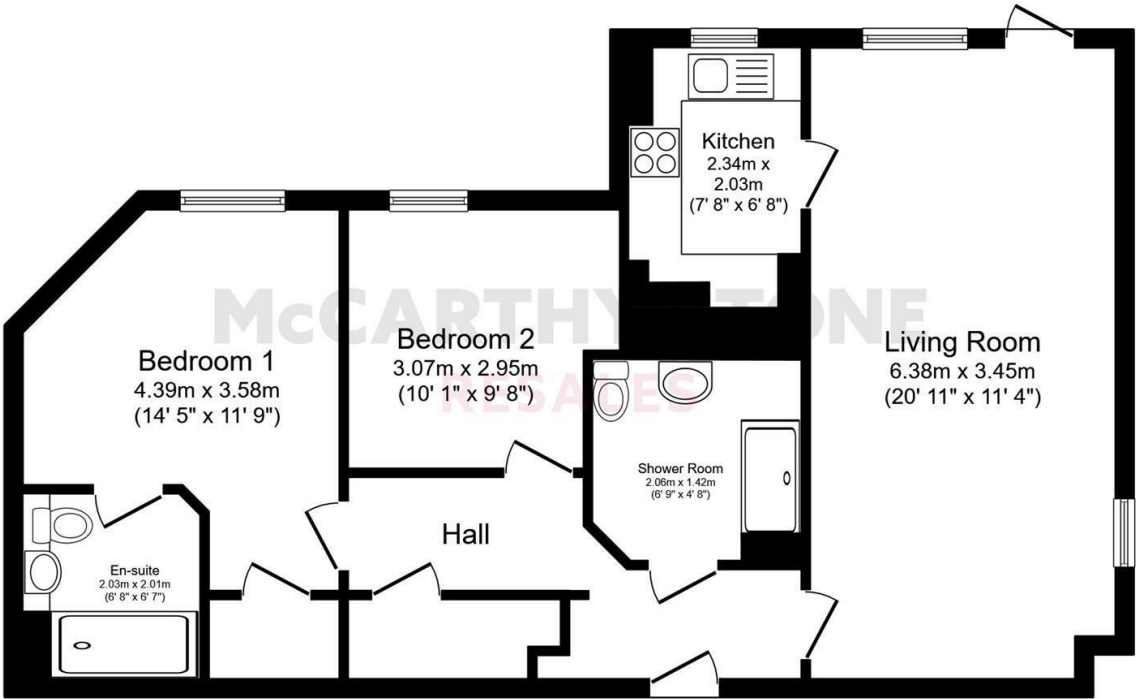 Kitchen
2.34m x
2.03m
(7' 8" x 6' 8")
McCARTHY STONE
RESALES
Bedroom 1
4.39m x 3.58m
(14' 5" x 11' 9")
Bedroom 2
3.07m x 2.95m
(10' 1" x 9' 8")
Living Room
6.38m x 3.45m
(20' 11" x 11' 4")
Shower Room
2.06m x 1.42m
(6' 9" x 4' 8")
Hall
En-suite
2.03m x 2.01m
(6' 8" x 6' 7")